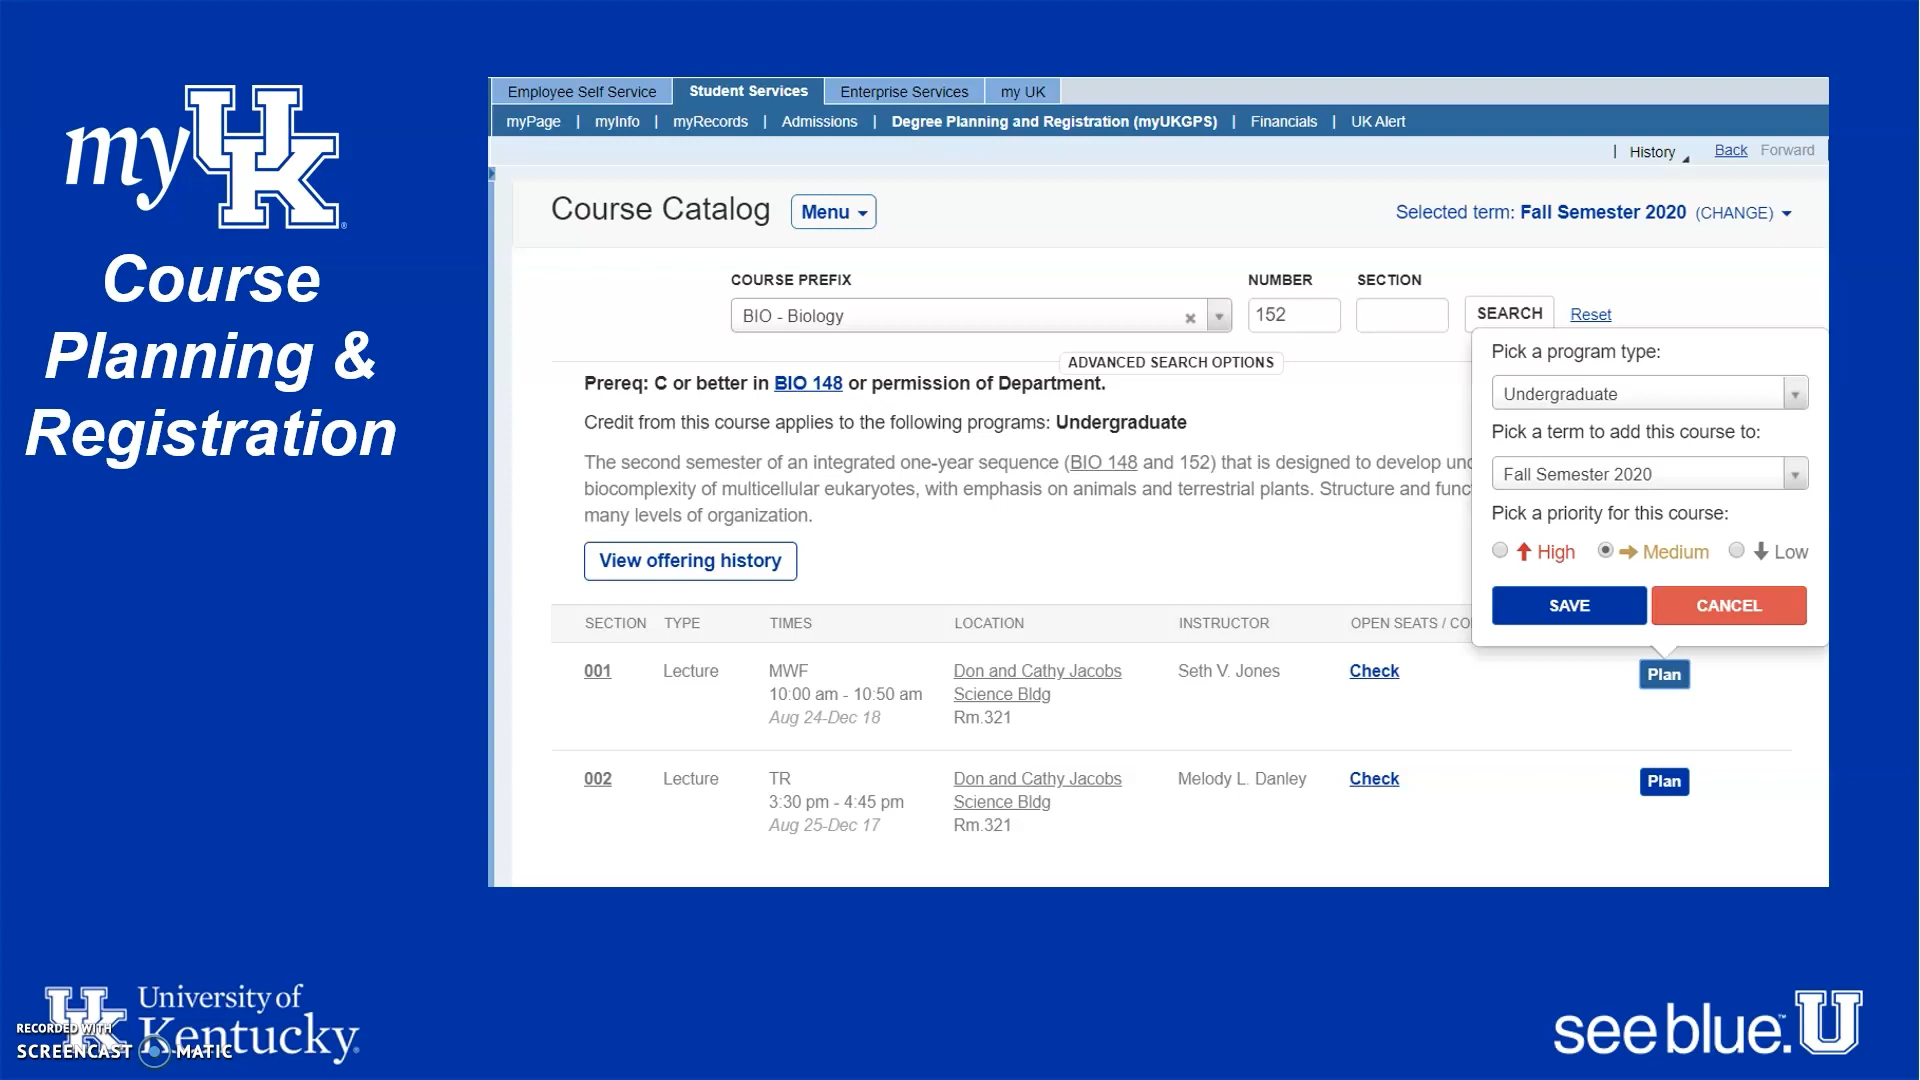 my UK
Course
Planning &
Registration
Employee Self Service
Student Services
Enterprise Services
my UK
myPage | myInfo | myRecords | Admissions | Degree Planning and Registration (myUKGPS) | Financials | UK Alert
| History Back Forward
Course Catalog Menu
Selected term: Fall Semester 2020 (CHANGE)
COURSE PREFIX NUMBER SECTION
BIO - Biology × 152 SEARCH Reset
ADVANCED SEARCH OPTIONS
Prereq: C or better in BIO 148 or permission of Department.
Credit from this course applies to the following programs: Undergraduate
The second semester of an integrated one-year sequence (BIO 148 and 152) that is designed to develop
biocomplexity of multicellular eukaryotes, with emphasis on animals and terrestrial plants. Structure and
many levels of organization.
View offering history
Pick a program type:
Undergraduate
Pick a term to add this course to:
Fall Semester 2020
Pick a priority for this course:
High Medium Low
SAVE CANCEL
SECTION TYPE TIMES LOCATION INSTRUCTOR OPEN SEATS /
001 Lecture MWF Don and Cathy Jacobs Seth V. Jones Check Plan
10:00 am - 10:50 am Science Bldg
Aug 24-Dec 18 Rm.321
002 Lecture TR Don and Cathy Jacobs Melody L. Danley Check Plan
3:30 pm - 4:45 pm Science Bldg
Aug 25-Dec 17 Rm.321
UK University of
Kentucky
RECORDED WITH
SCREENCAST MATIC
see blue.™ U